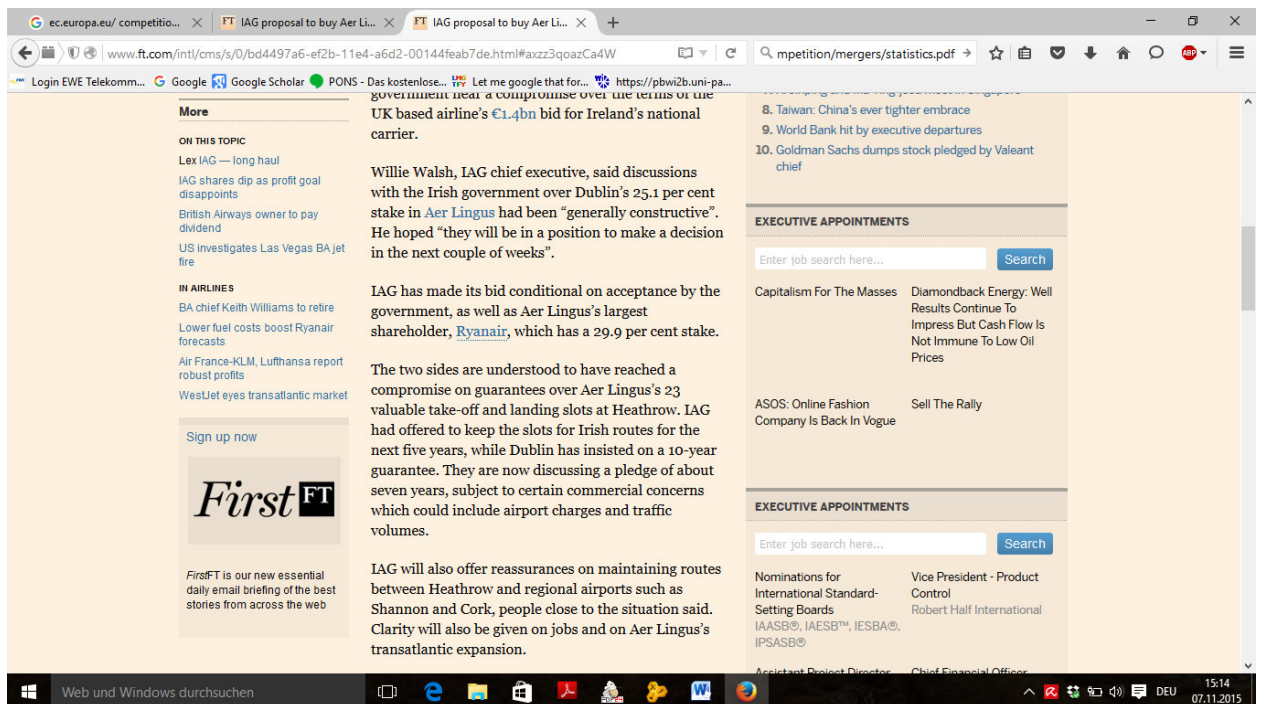 ec.europa.eu/ competitio...
IAG proposal to buy Aer Li...
IAG proposal to buy Aer Li...
www.ft.com/intl/cms/s/0/bd4497a6-ef2b-11e4-a6d2-00144feab7de.html#axzz3qoazCa4W
mpetition/mergers/statistics.pdf
ABP
Login EWE Telekomm...
Google
Google Scholar
PONS - Das kostenlose...
Let me google that for...
https://pbwi2b.uni-pa...
More
ON THIS TOPIC
Lex IAG — long haul
IAG shares dip as profit goal
disappoints
British Airways owner to pay
dividend
US investigates Las Vegas BA jet
fire
IN AIRLINES
BA chief Keith Williams to retire
Lower fuel costs boost Ryanair
forecasts
Air France-KLM, Lufthansa report
robust profits
WestJet eyes transatlantic market
Sign up now
First FT
FirstFT is our new essential
daily email briefing of the best
stories from across the web
government near a compromise over the terms of the
UK based airline's €1.4bn bid for Ireland's national
carrier.
Willie Walsh, IAG chief executive, said discussions
with the Irish government over Dublin's 25.1 per cent
stake in Aer Lingus had been “generally constructive”.
He hoped “they will be in a position to make a decision
in the next couple of weeks”.
IAG has made its bid conditional on acceptance by the
government, as well as Aer Lingus's largest
shareholder, Ryanair, which has a 29.9 per cent stake.
The two sides are understood to have reached a
compromise on guarantees over Aer Lingus's 23
valuable take-off and landing slots at Heathrow. IAG
had offered to keep the slots for Irish routes for the
next five years, while Dublin has insisted on a 10-year
guarantee. They are now discussing a pledge of about
seven years, subject to certain commercial concerns
which could include airport charges and traffic
volumes.
IAG will also offer reassurances on maintaining routes
between Heathrow and regional airports such as
Shannon and Cork, people close to the situation said.
Clarity will also be given on jobs and on Aer Lingus's
transatlantic expansion.
8. Taiwan: China's ever tighter embrace
9. World Bank hit by executive departures
10. Goldman Sachs dumps stock pledged by Valeant
chief
EXECUTIVE APPOINTMENTS
Enter job search here...
Search
Capitalism For The Masses
Diamondback Energy: Well
Results Continue To
Impress But Cash Flow Is
Not Immune To Low Oil
Prices
ASOS: Online Fashion
Company Is Back In Vogue
Sell The Rally
EXECUTIVE APPOINTMENTS
Enter job search here...
Search
Nominations for
International Standard-
Setting Boards
IAASB®, IAESB™, IESBA®,
IPSASB®
Vice President - Product
Control
Robert Half International
Assistant Project Director
Chief Financial Officer
Web und Windows durchsuchen
DEU
15:14
07.11.2015